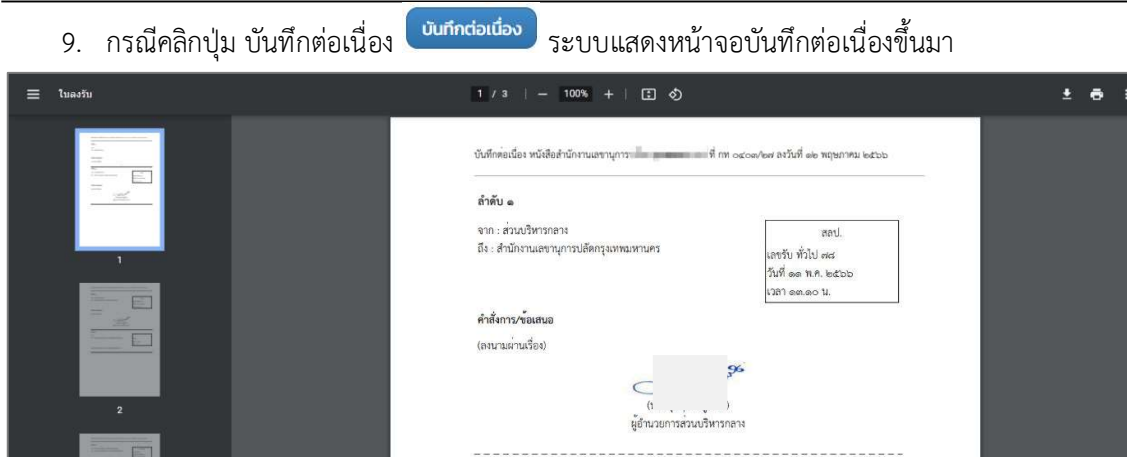 9. กรณีคลิกปุ่ม บันทึกต่อเนื่อง บันทึกต่อเนื่อง ระบบแสดงหน้าจอบันทึกต่อเนื่องขึ้นมา
ใบลงรับ
1 / 3 | − 100% + |
บันทึกต่อเนื่อง หนังสือสำนักงานเลขานุการ ที่ กท ๐๔๐๓/๒๗ ลงวันที่ ๑๒ พฤษภาคม ๒๕๖๖
ลำดับ ๑
จาก : ส่วนบริหารกลาง
ถึง : สำนักงานเลขานุการปลัดกรุงเทพมหานคร
สลป.
เลขรับ ทั่วไป ๗๘
วันที่ ๑๑ พ.ค. ๒๕๖๖
เวลา ๑๓.๑๐ น.
คำสั่งการ/ข้อเสนอ
(ลงนามผ่านเรื่อง)
ผู้อำนวยการส่วนบริหารกลาง
1
2